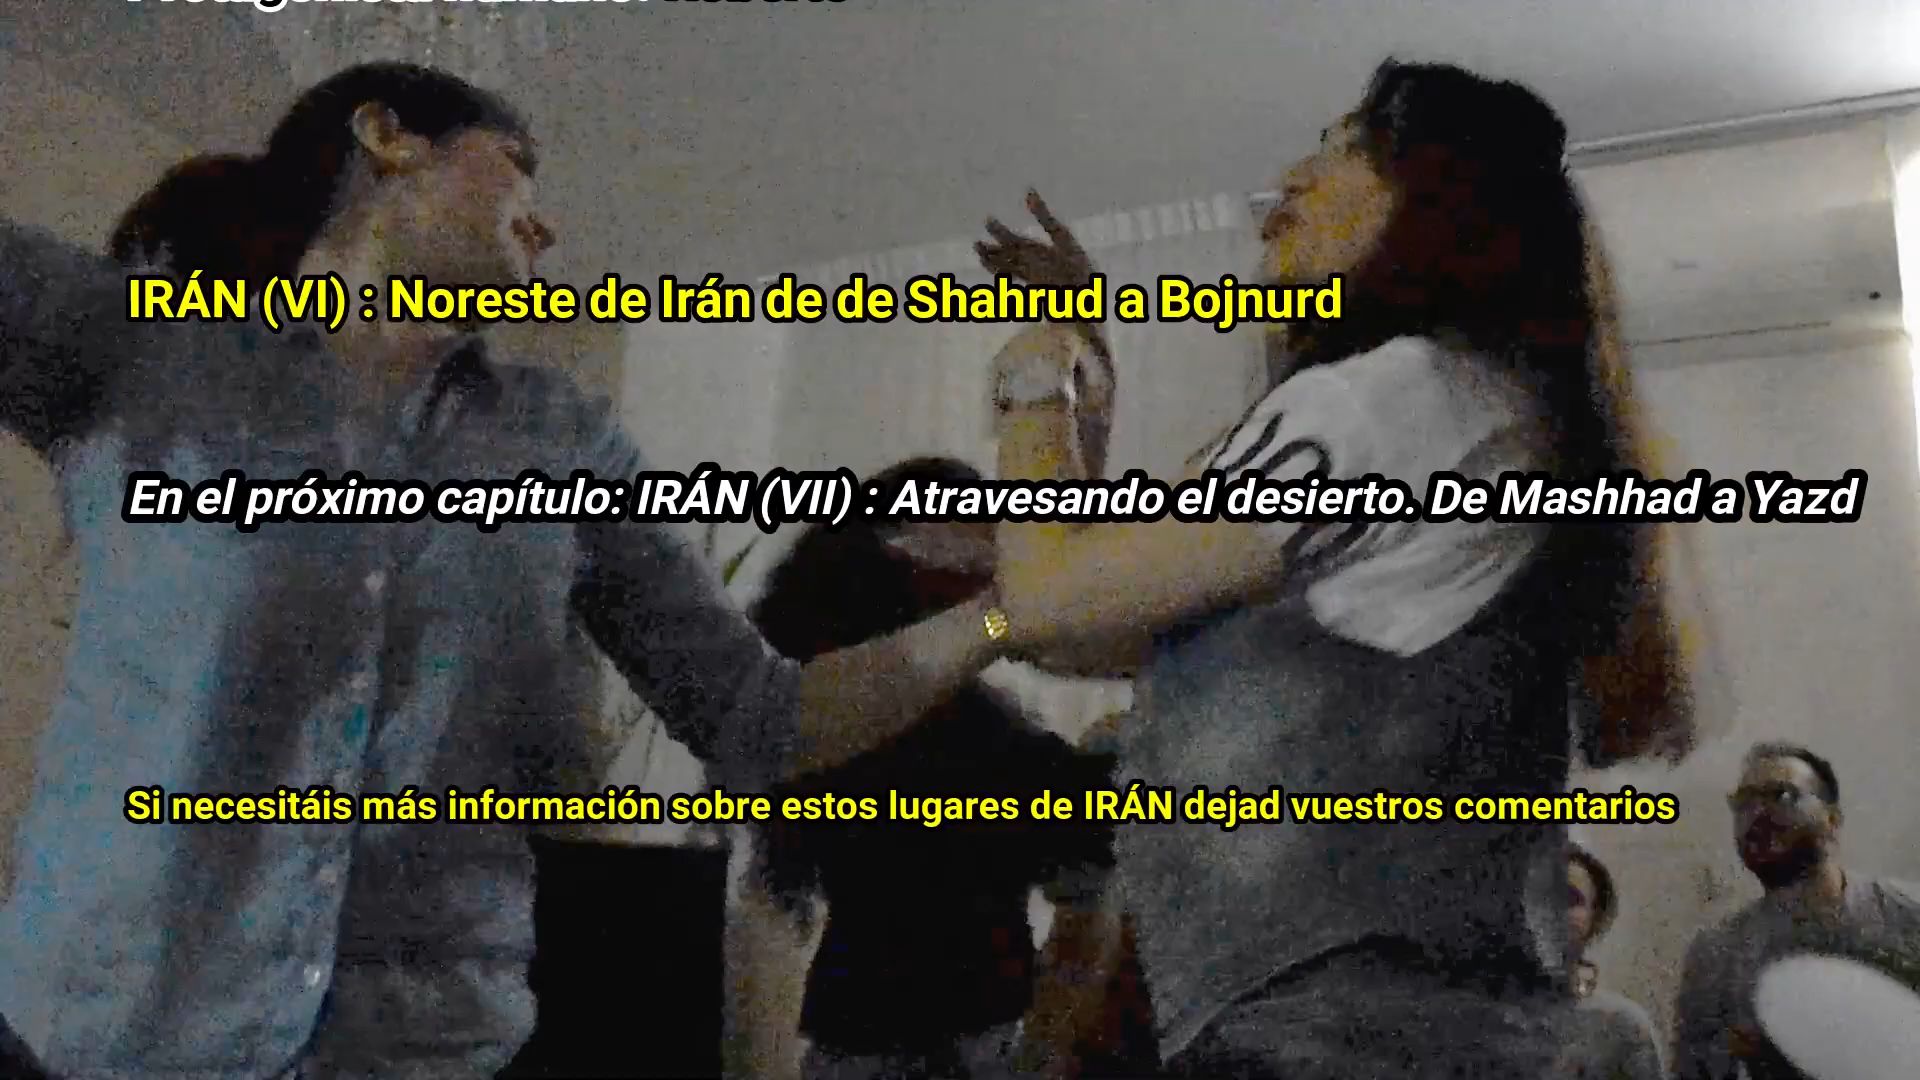 IRÁN (VI) : Noreste de Irán de de Shahrud a Bojnurd
En el próximo capítulo: IRÁN (VII) : Atravesando el desierto. De Mashhad a Yazd
Si necesitáis más información sobre estos lugares de IRÁN dejad vuestros comentarios